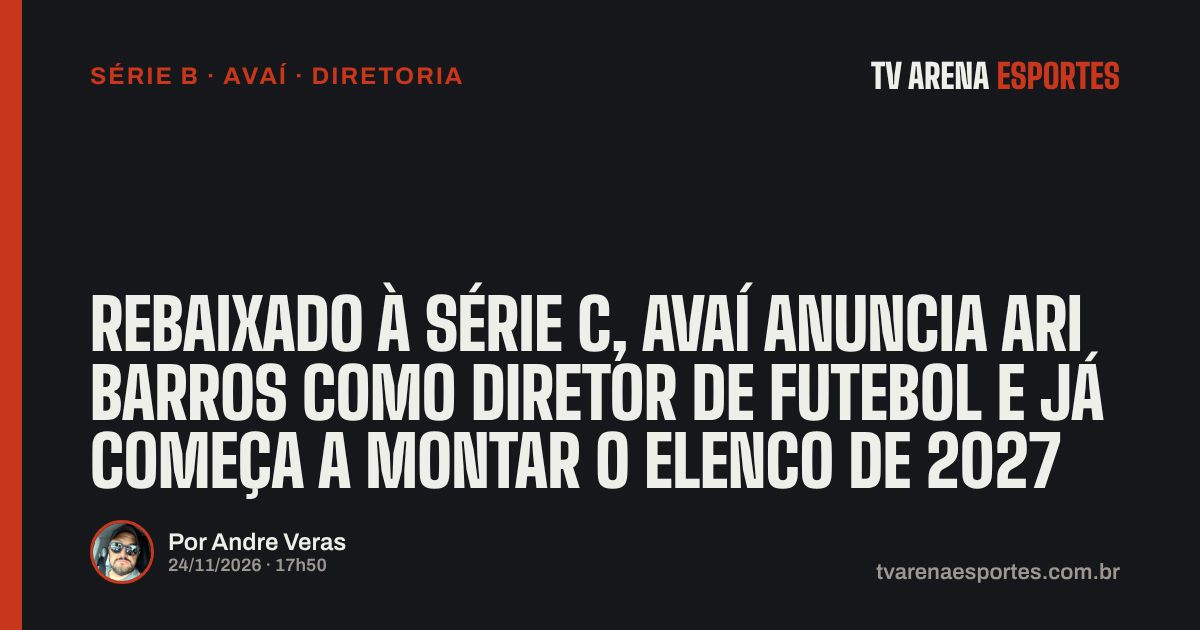 SÉRIE B · AVAÍ · DIRETORIA
TV ARENA ESPORTES
REBAIXADO À SÉRIE C, AVAÍ ANUNCIA ARI
BARROS COMO DIRETOR DE FUTEBOL E JÁ
COMEÇA A MONTAR O ELENCO DE 2027
Por Andre Veras
24/11/2026 · 17h50
tvarenaesportes.com.br